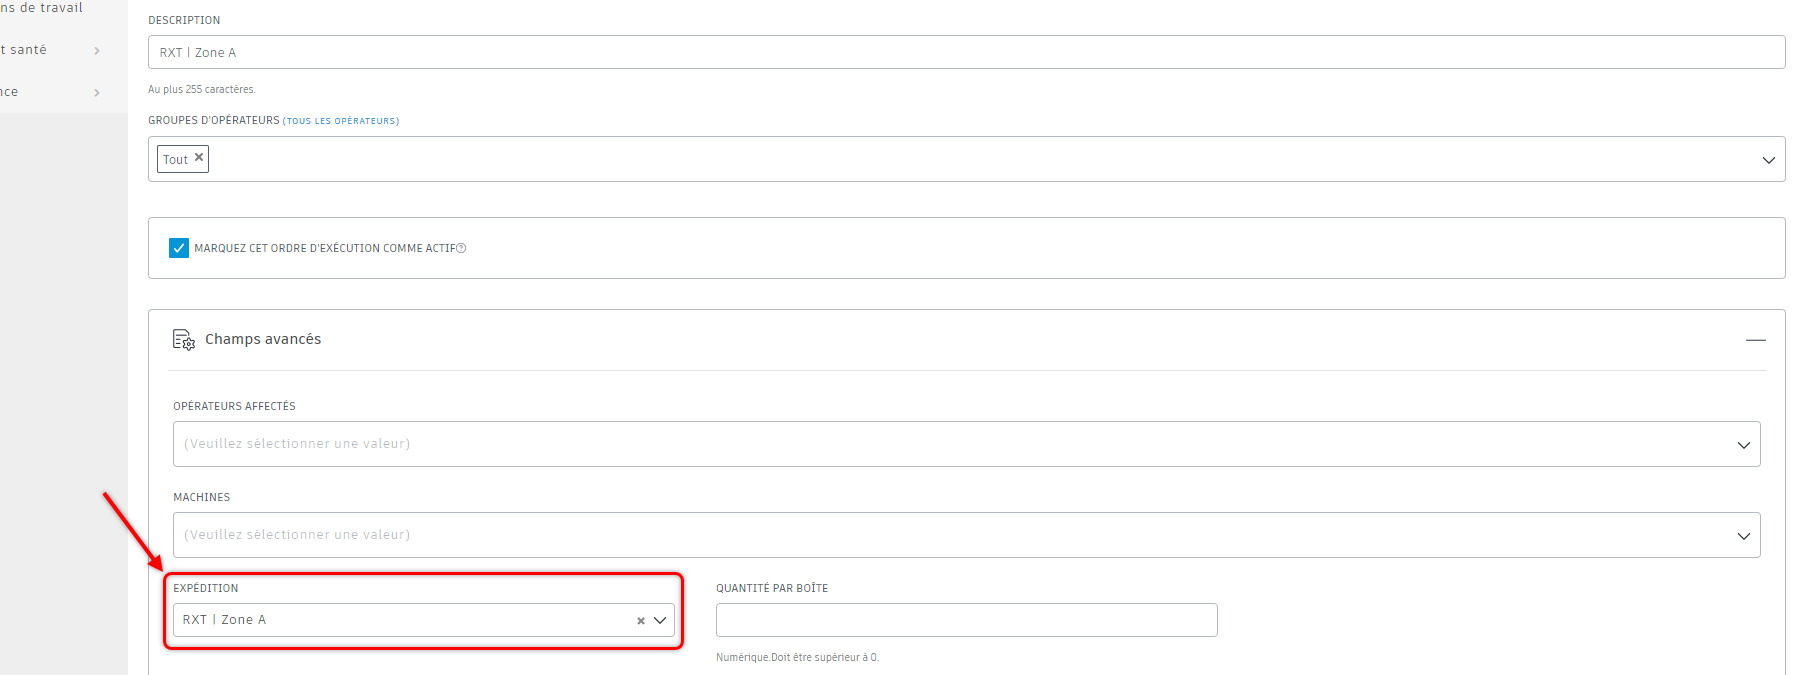 ns de travail
t santé
nce
DESCRIPTION
RXT | Zone A
Au plus 255 caractères.
GROUPES D'OPÉRATEURS (TOUS LES OPÉRATEURS)
Tout
MARQUEZ CET ORDRE D'EXÉCUTION COMME ACTIF
Champs avancés
OPÉRATEURS AFFECTÉS
(Veuillez sélectionner une valeur)
MACHINES
(Veuillez sélectionner une valeur)
EXPÉDITION
RXT | Zone A
QUANTITÉ PAR BOÎTE
Numérique.Doit être supérieur à 0.